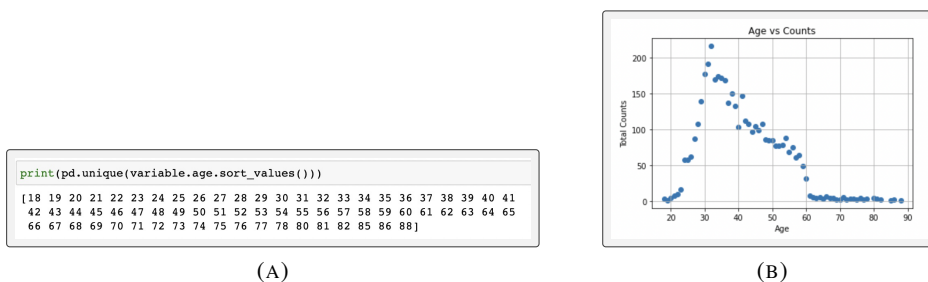 print(pd.unique(variable.age.sort_values()))
[18 19 20 21 22 23 24 25 26 27 28 29 30 31 32 33 34 35 36 37 38 39 40 41
42 43 44 45 46 47 48 49 50 51 52 53 54 55 56 57 58 59 60 61 62 63 64 65
66 67 68 69 70 71 72 73 74 75 76 77 78 80 81 82 85 86 88]
(A)
Age vs Counts
Total Counts
200
150
100
50
0
20 30 40 50 60 70 80 90
Age
(B)